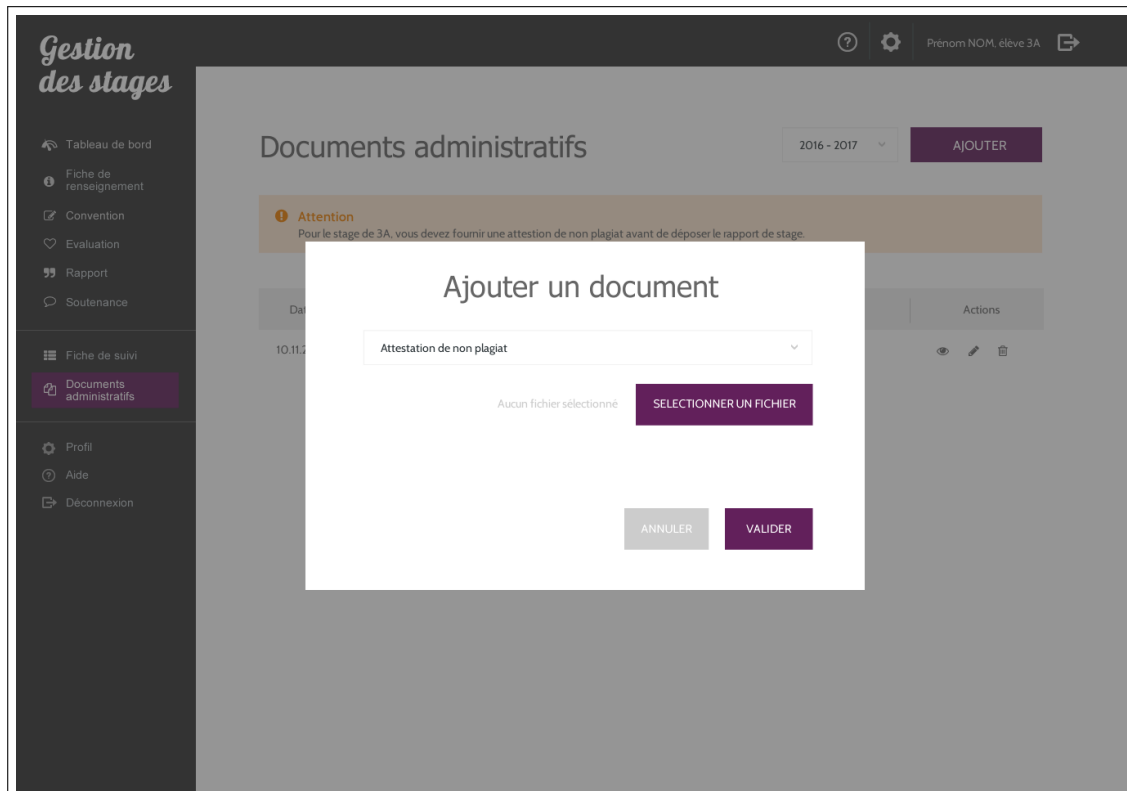 Gestion
des stages
Prénom NOM, élève 3A
Tableau de bord
Fiche de
renseignement
Convention
Evaluation
Rapport
Soutenance
Fiche de suivi
Documents
administratifs
Profil
Aide
Déconnexion
Documents administratifs
2016 - 2017
AJOUTER
Attention
Pour le stage de 3A, vous devez fournir une attestion de non plagiat avant de déposer le rapport de stage.
Actions
Ajouter un document
Attestation de non plagiat
Aucun fichier sélectionné
SELECTIONNER UN FICHIER
ANNULER
VALIDER